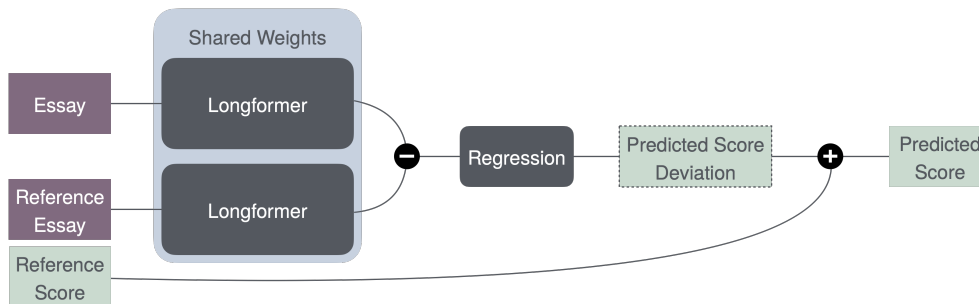 Shared Weights
Essay
Longformer
Reference
Essay
Longformer
Reference
Score
−
Regression
Predicted Score
Deviation
+
Predicted
Score